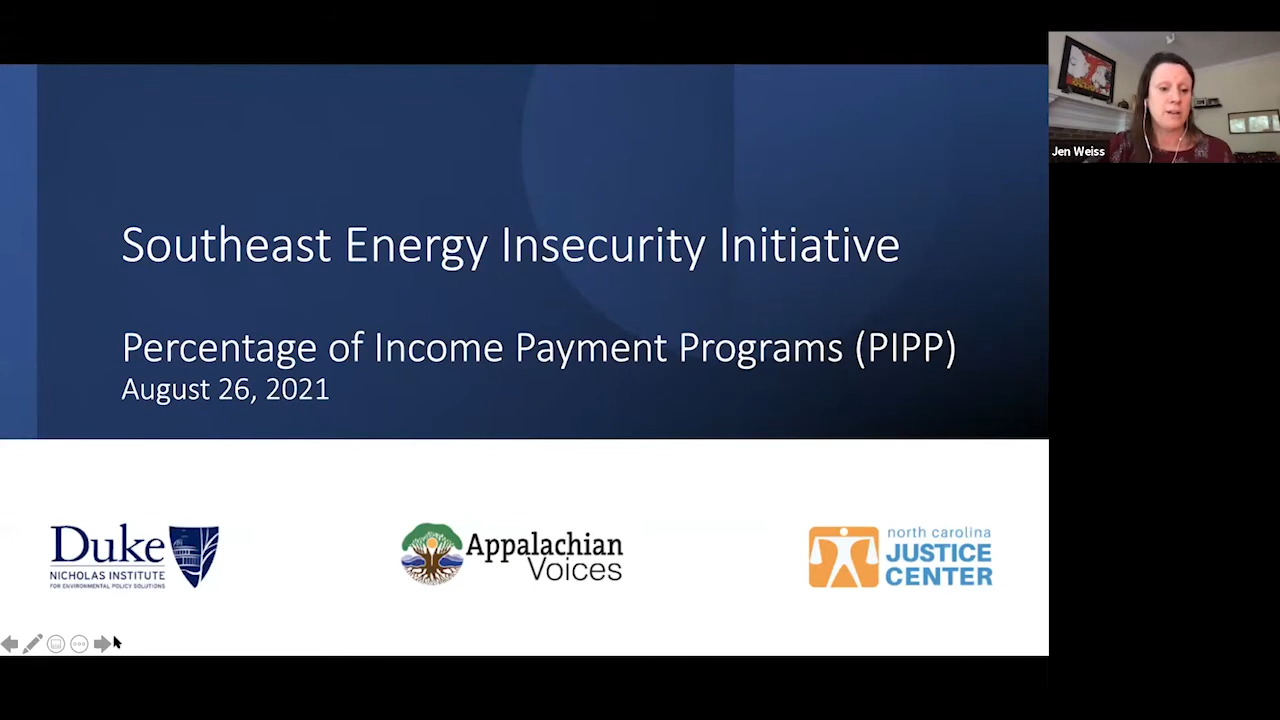 Southeast Energy Insecurity Initiative
Percentage of Income Payment Programs (PIPP)
August 26, 2021
Duke
NICHOLAS INSTITUTE
FOR ENVIRONMENTAL POLICY SOLUTIONS
Appalachian
Voices
north carolina
JUSTICE
CENTER
Jen Weiss